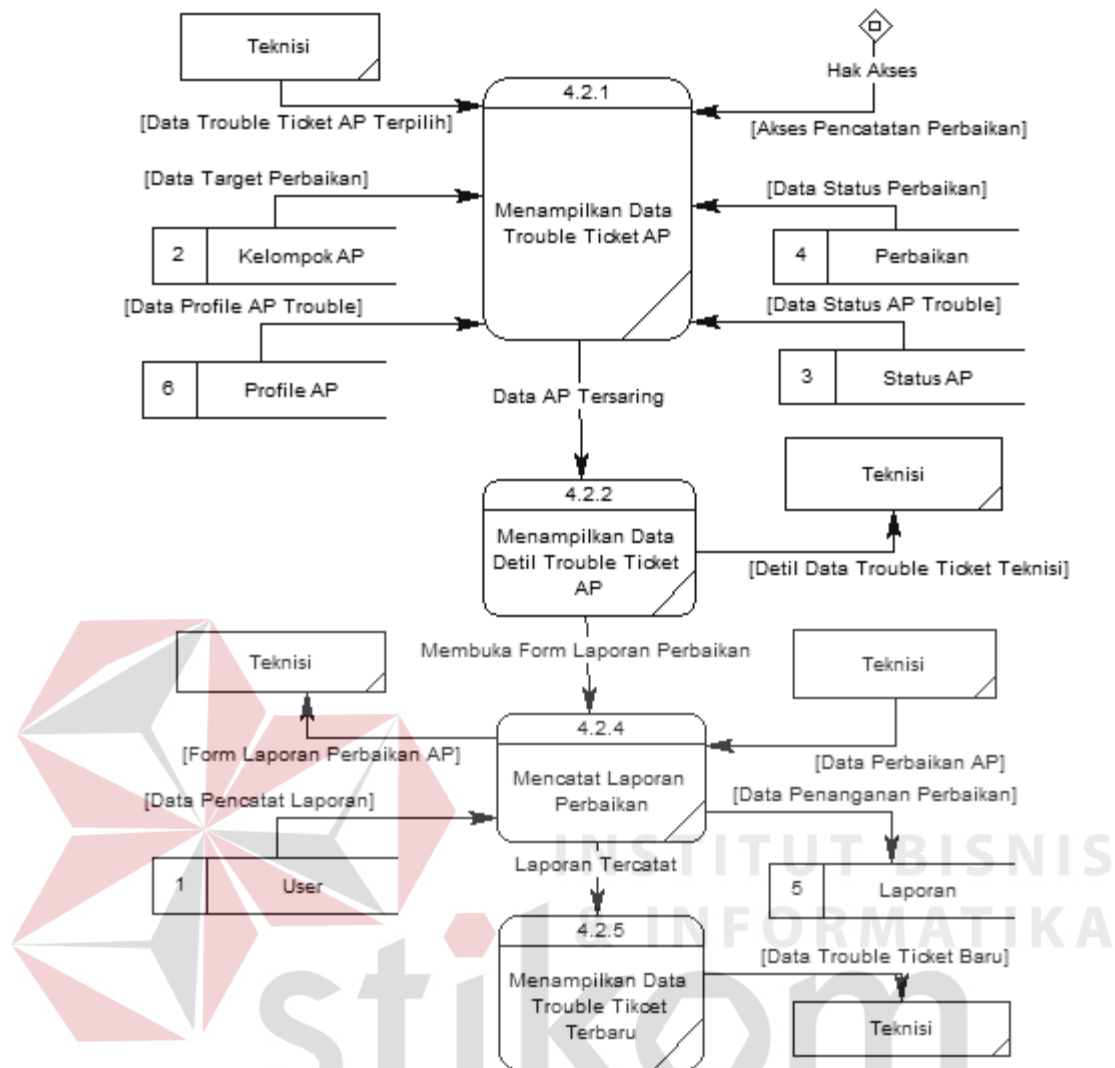 Teknisi
Hak Akses
4.2.1
[Data Trouble Ticket AP Terpilih]
[Akses Pencatatan Perbaikan]
[Data Target Perbaikan]
[Data Status Perbaikan]
Menampilkan Data
Trouble Ticket AP
2
Kelompok AP
4
Perbaikan
[Data Profile AP Trouble]
[Data Status AP Trouble]
6
Profile AP
3
Status AP
Data AP Tersaring
Teknisi
4.2.2
Menampilkan Data
Detil Trouble Ticket
AP
[Detil Data Trouble Ticket Teknisi]
Membuka Form Laporan Perbaikan
Teknisi
Teknisi
4.2.4
[Form Laporan Perbaikan AP]
[Data Perbaikan AP]
Mencatat Laporan
Perbaikan
[Data Pencatat Laporan]
[Data Penanganan Perbaikan]
INSTITUT BISNIS
Laporan Tercatat
1
User
5
Laporan
& INFORMATIKA
4.2.5
[Data Trouble Ticket Baru]
Menampilkan Data
Trouble Tikcet
Terbaru
Teknisi
stikom